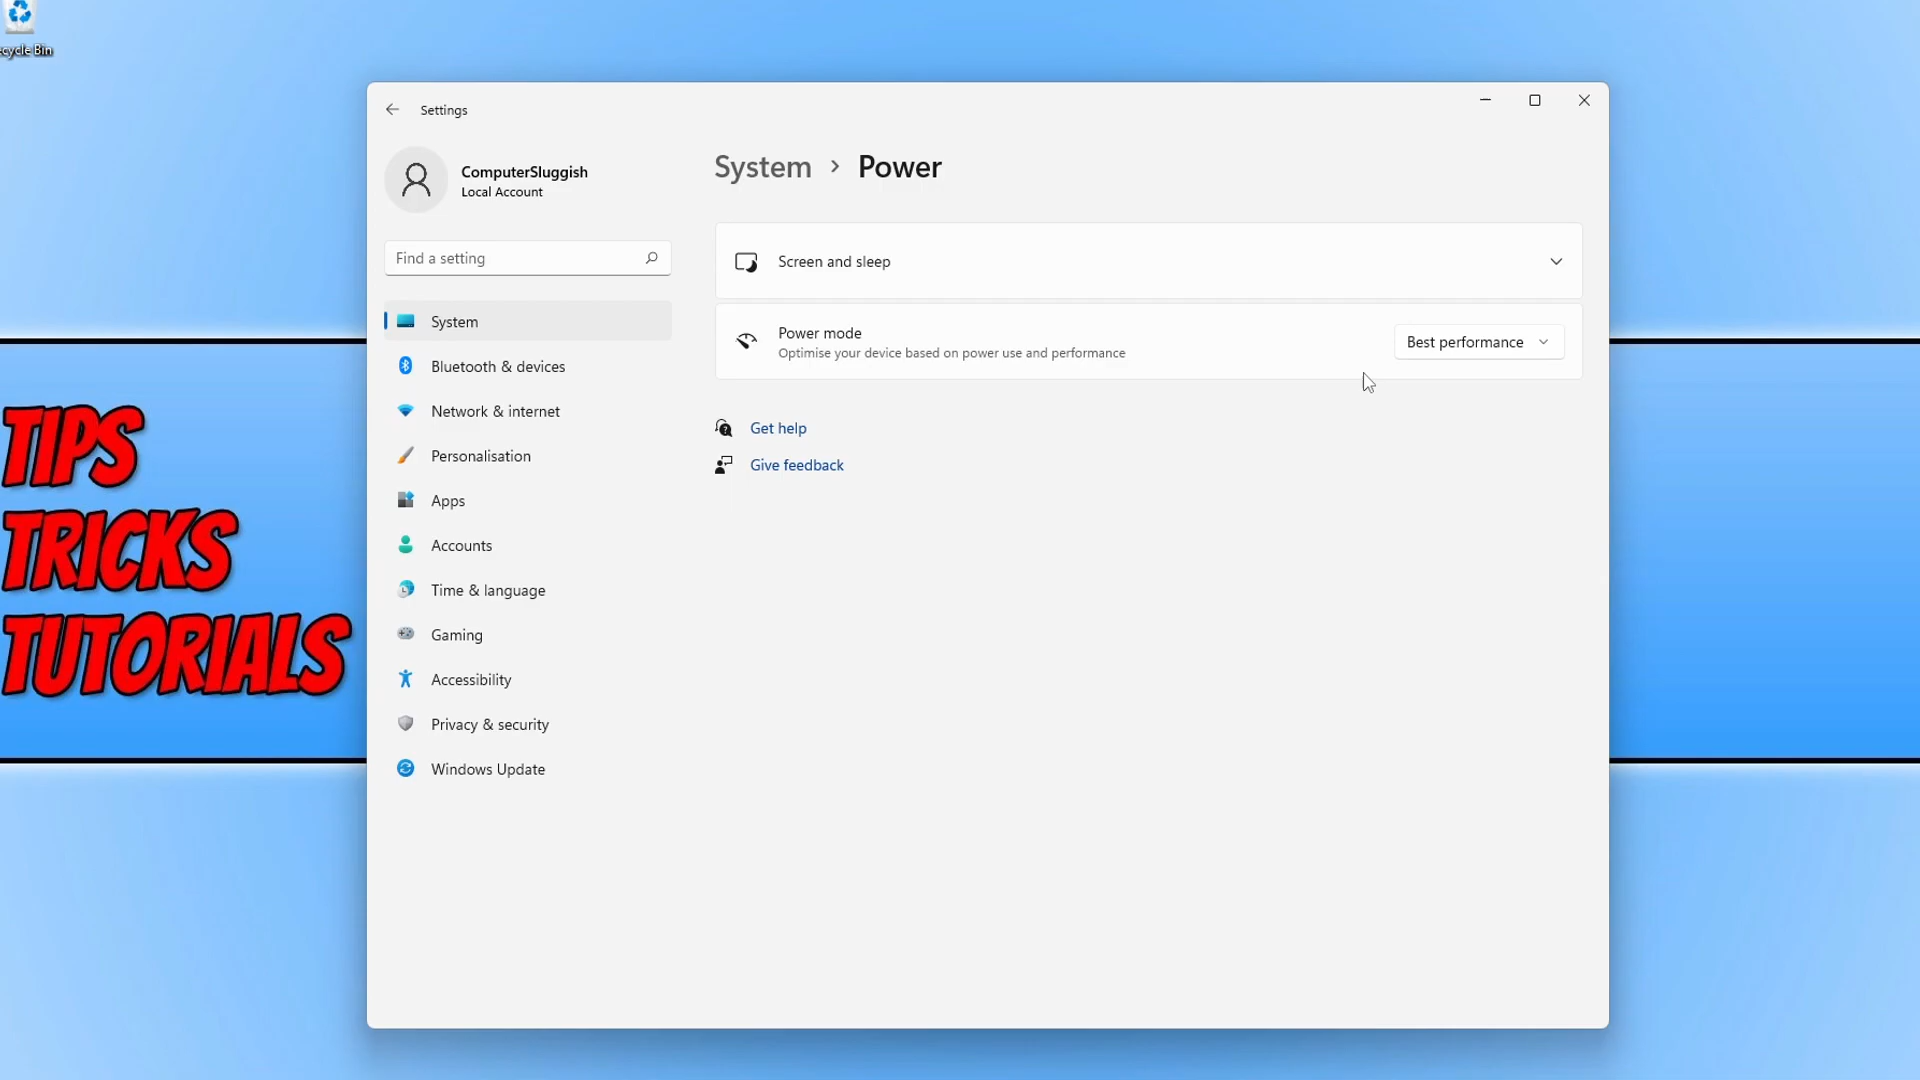 ecycle Bin
Settings
ComputerSluggish
Local Account
Find a setting
System
Bluetooth & devices
Network & internet
Personalisation
Apps
Accounts
Time & language
Gaming
Accessibility
Privacy & security
Windows Update
System > Power
Screen and sleep
Power mode
Optimise your device based on power use and performance
Best performance
Get help
Give feedback
TIPS
TRICKS
TUTORIALS